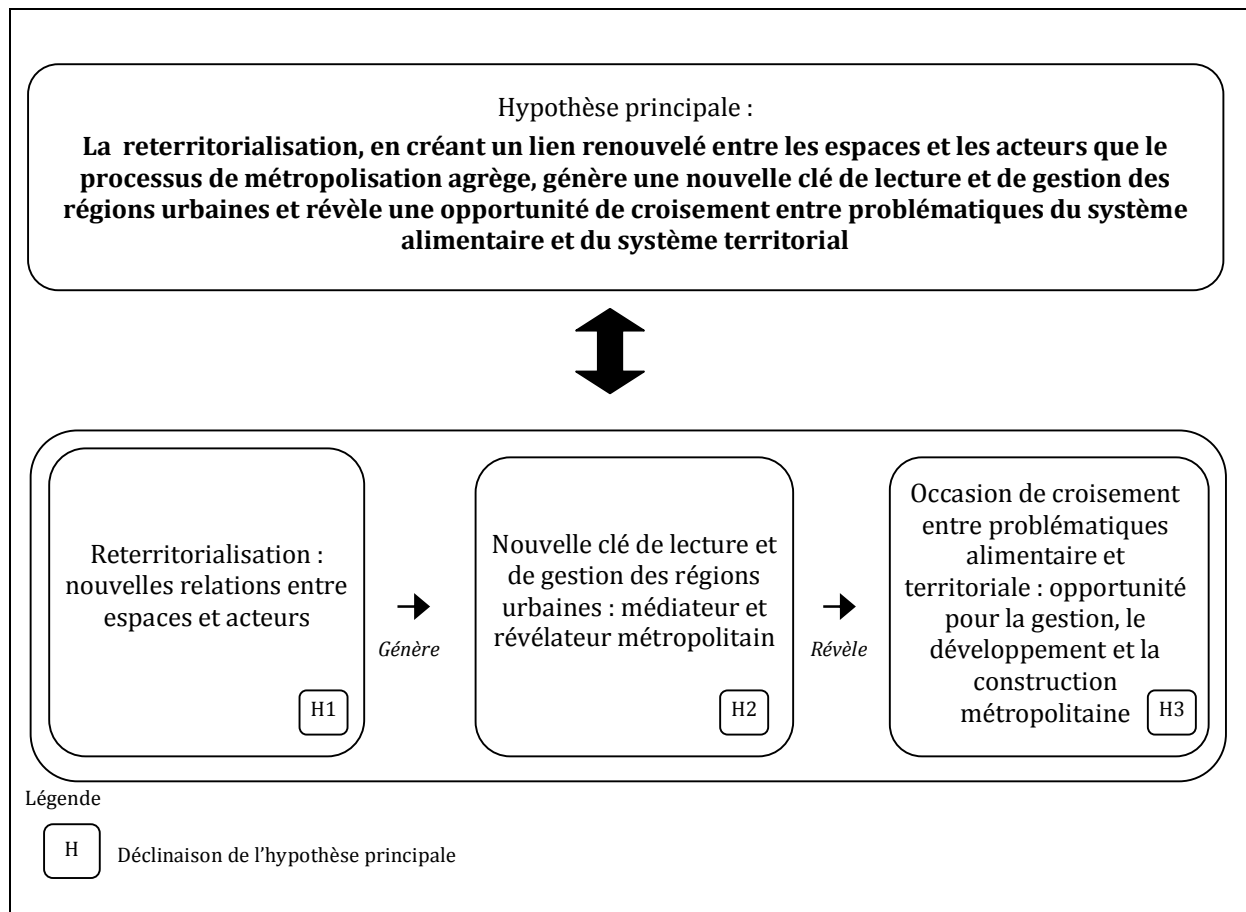 Hypothèse principale :
La reterritorialisation, en créant un lien renouvelé entre les espaces et les acteurs que le
processus de métropolisation agrège, génère une nouvelle clé de lecture et de gestion des
régions urbaines et révèle une opportunité de croisement entre problématiques du système
alimentaire et du système territorial
Reterritorialisation :
nouvelles relations entre
espaces et acteurs
H1
Génère
Nouvelle clé de lecture et
de gestion des régions
urbaines : médiateur et
révélateur métropolitain
H2
Révèle
Occasion de croisement
entre problématiques
alimentaire et
territoriale : opportunité
pour la gestion, le
développement et la
construction
métropolitaine
H3
Légende
H
Déclinaison de l'hypothèse principale